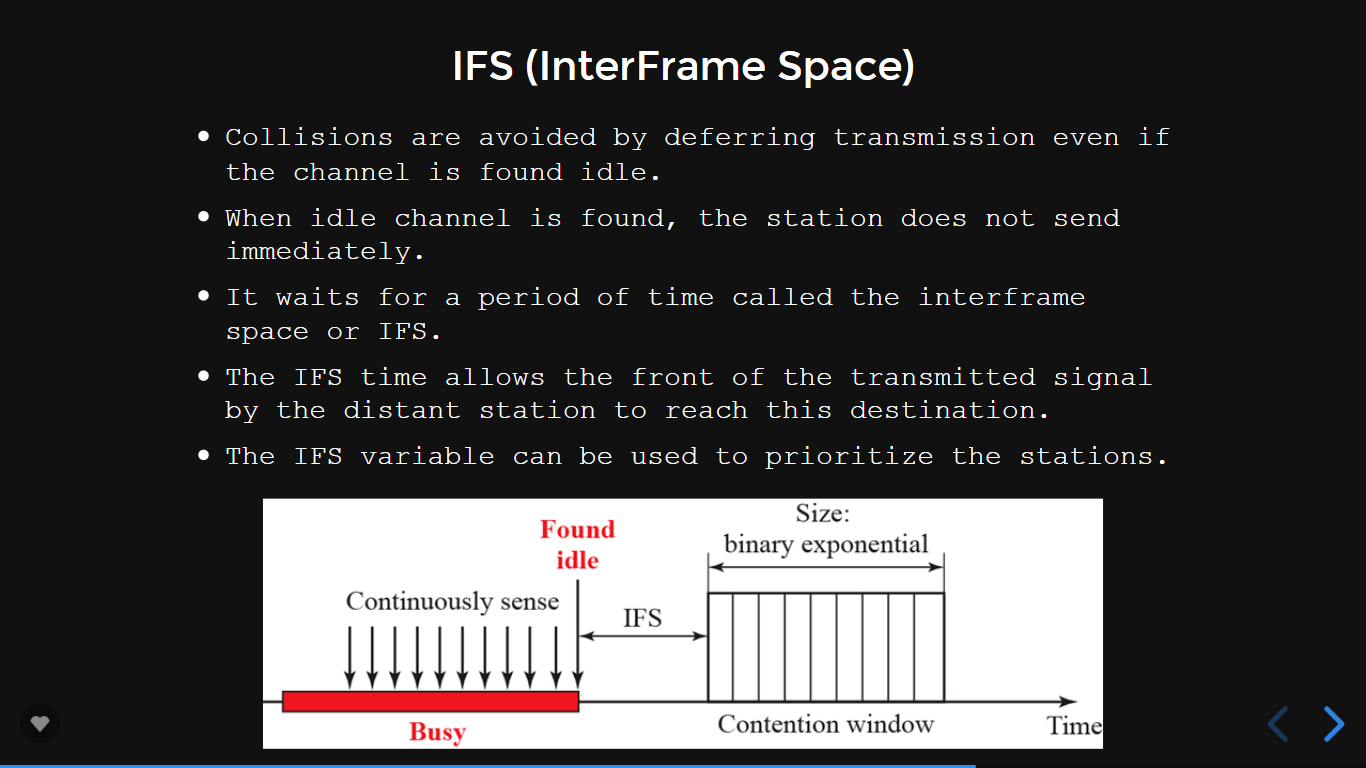 IFS (InterFrame Space)
Collisions are avoided by deferring transmission even if
the channel is found idle.
When idle channel is found, the station does not send
immediately.
It waits for a period of time called the interframe
space or IFS.
The IFS time allows the front of the transmitted signal
by the distant station to reach this destination.
The IFS variable can be used to prioritize the stations.
Size:
binary exponential
Found
idle
Continuously sense
IFS
Busy
Contention window
Time